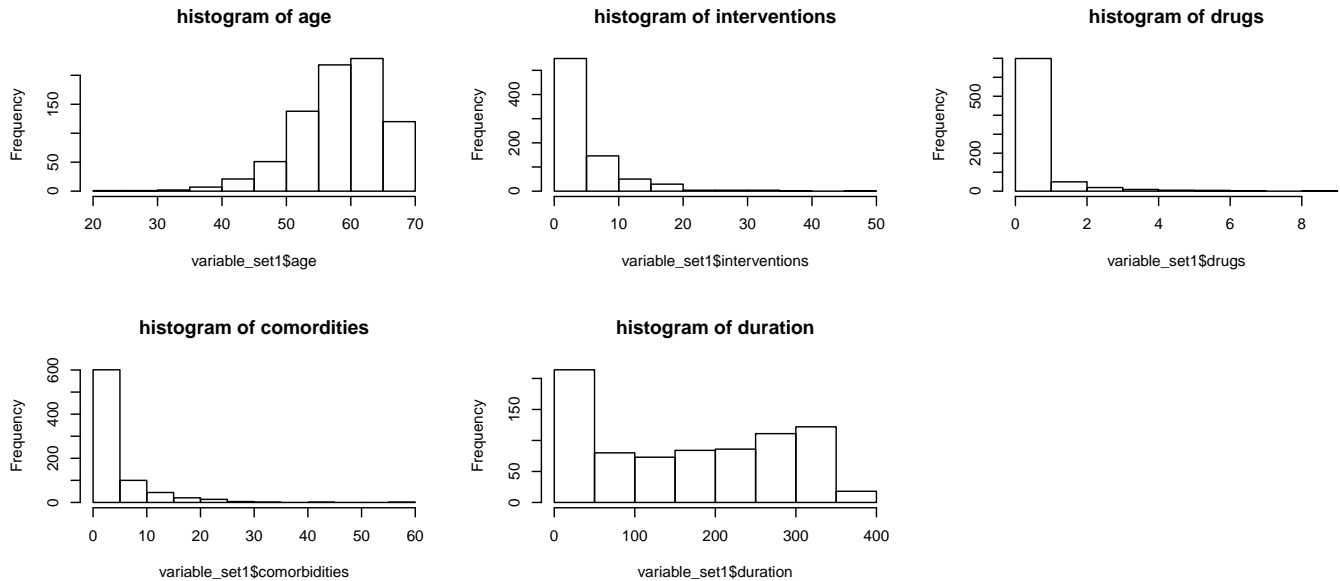 histogram of age
Frequency
0
50
150
20 30 40 50 60 70
variable_set1$age
histogram of interventions
Frequency
0
200
400
0 10 20 30 40 50
variable_set1$interventions
histogram of drugs
Frequency
0
200
500
0 2 4 6 8
variable_set1$drugs
histogram of comordities
Frequency
0
200
400
600
0 10 20 30 40 50 60
variable_set1$comorbidities
histogram of duration
Frequency
0
50
150
0 100 200 300 400
variable_set1$duration